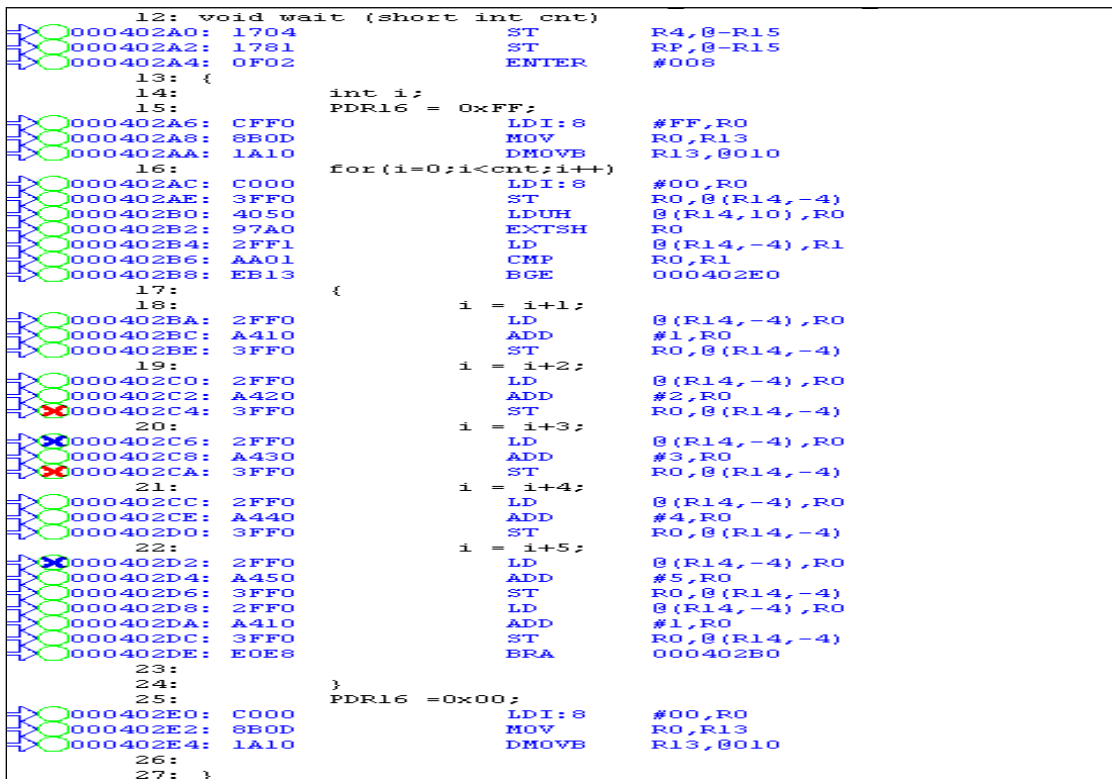 12: void wait (short int cnt)
000402A0: 1704 ST R4,@-R15
000402A2: 1781 ST RP,@-R15
000402A4: 0F02 ENTER #008
13: {
14: int i;
15: PDR16 = 0xFF;
000402A6: CFF0 LDI:8 #FF,R0
000402A8: 8B0D MOV R0,R13
000402AA: 1A10 DMOVB R13,@010
16: for(i=0;i<cnt;i++)
000402AC: C000 LDI:8 #00,R0
000402AE: 3FF0 ST R0,@(R14,-4)
000402B0: 4050 LDUH @(R14,10),R0
000402B2: 97A0 EXTSH R0
000402B4: 2FF1 LD @(R14,-4),R1
000402B6: AA01 CMP R0,R1
000402B8: EB13 BGE 000402E0
17: {
18: i = i+1;
000402BA: 2FF0 LD @(R14,-4),R0
000402BC: A410 ADD #1,R0
000402BE: 3FF0 ST R0,@(R14,-4)
19: i = i+2;
000402C0: 2FF0 LD @(R14,-4),R0
000402C2: A420 ADD #2,R0
000402C4: 3FF0 ST R0,@(R14,-4)
20: i = i+3;
000402C6: 2FF0 LD @(R14,-4),R0
000402C8: A430 ADD #3,R0
000402CA: 3FF0 ST R0,@(R14,-4)
21: i = i+4;
000402CC: 2FF0 LD @(R14,-4),R0
000402CE: A440 ADD #4,R0
000402D0: 3FF0 ST R0,@(R14,-4)
22: i = i+5;
000402D2: 2FF0 LD @(R14,-4),R0
000402D4: A450 ADD #5,R0
000402D6: 3FF0 ST R0,@(R14,-4)
000402D8: 2FF0 LD @(R14,-4),R0
000402DA: A410 ADD #1,R0
000402DC: 3FF0 ST R0,@(R14,-4)
000402DE: E0E8 BRA 000402B0
23:
24: }
25: PDR16 =0x00;
000402E0: C000 LDI:8 #00,R0
000402E2: 8B0D MOV R0,R13
000402E4: 1A10 DMOVB R13,@010
26:
27: }